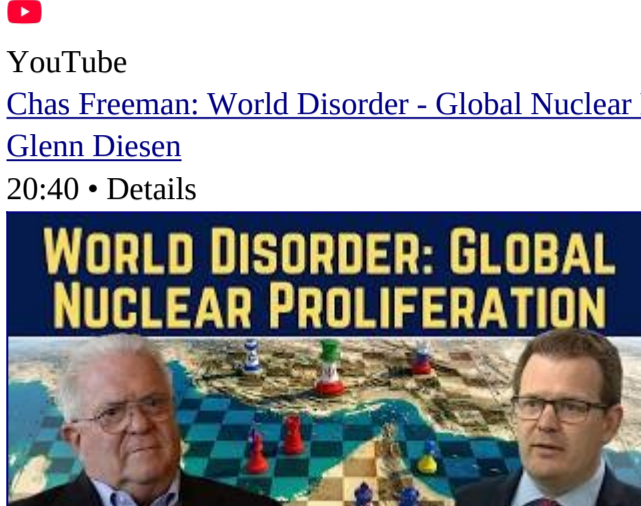 YouTube
Chas Freeman: World Disorder - Global Nuclear
Glenn Diesen
20:40 • Details
WORLD DISORDER: GLOBAL
NUCLEAR PROLIFERATION